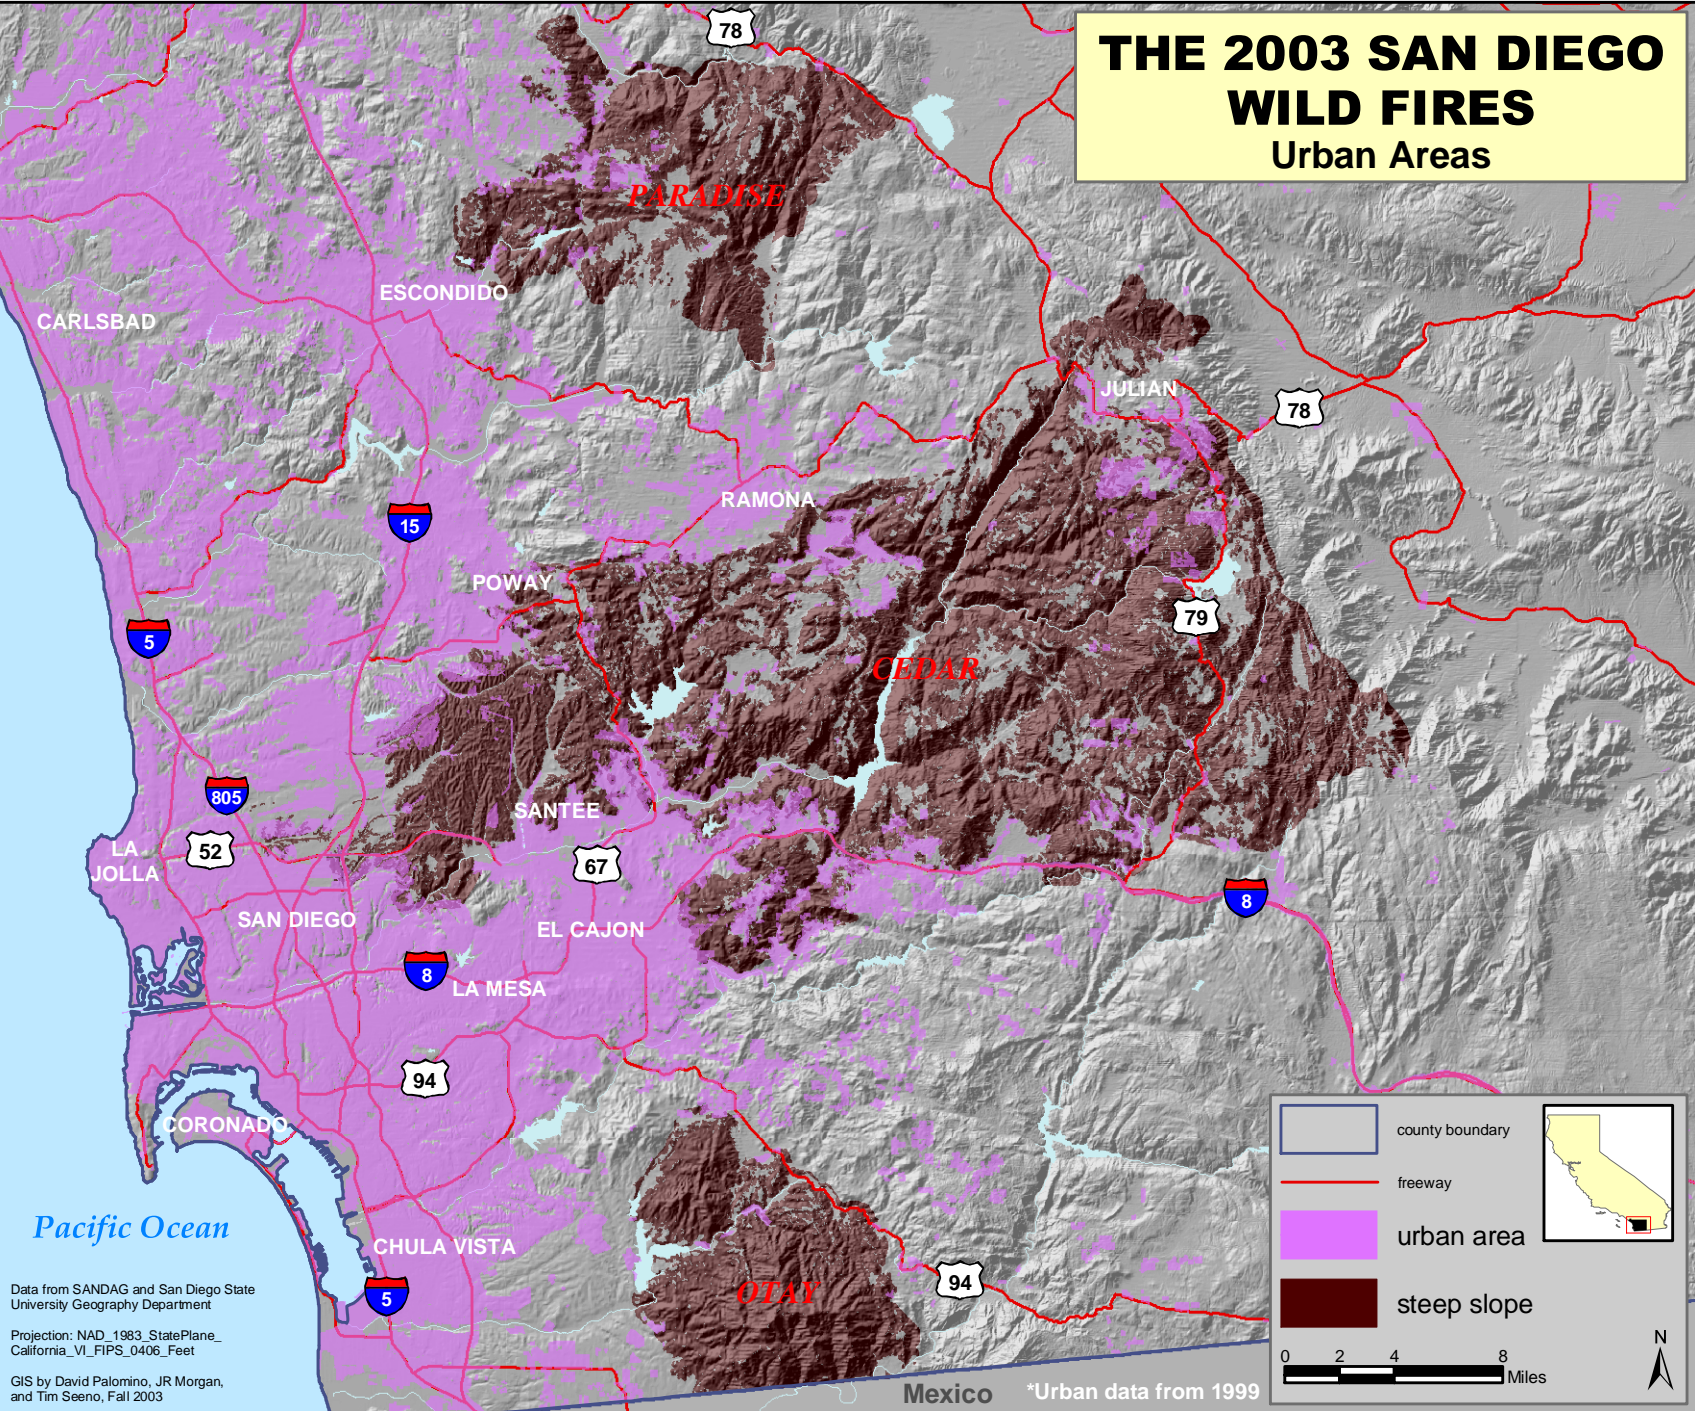 THE 2003 SAN DIEGO
WILD FIRES
Urban Areas
78
PARADISE
ESCONDIDO
CARLSBAD
JULIAN
78
RAMONA
15
POWAY
79
5
CEDAR
805
SANTEE
52
LA
JOLLA
67
8
SAN DIEGO
EL CAJON
8
LA MESA
94
CORONADO
Pacific Ocean
CHULA VISTA
5
94
OTAY
Data from SANDAG and San Diego State
University Geography Department
Projection: NAD_1983_StatePlane_
California_VI_FIPS_0406_Feet
GIS by David Palomino, JR Morgan,
and Tim Seeno, Fall 2003
Mexico
*Urban data from 1999
county boundary
freeway
urban area
steep slope
0 2 4 8
Miles
N